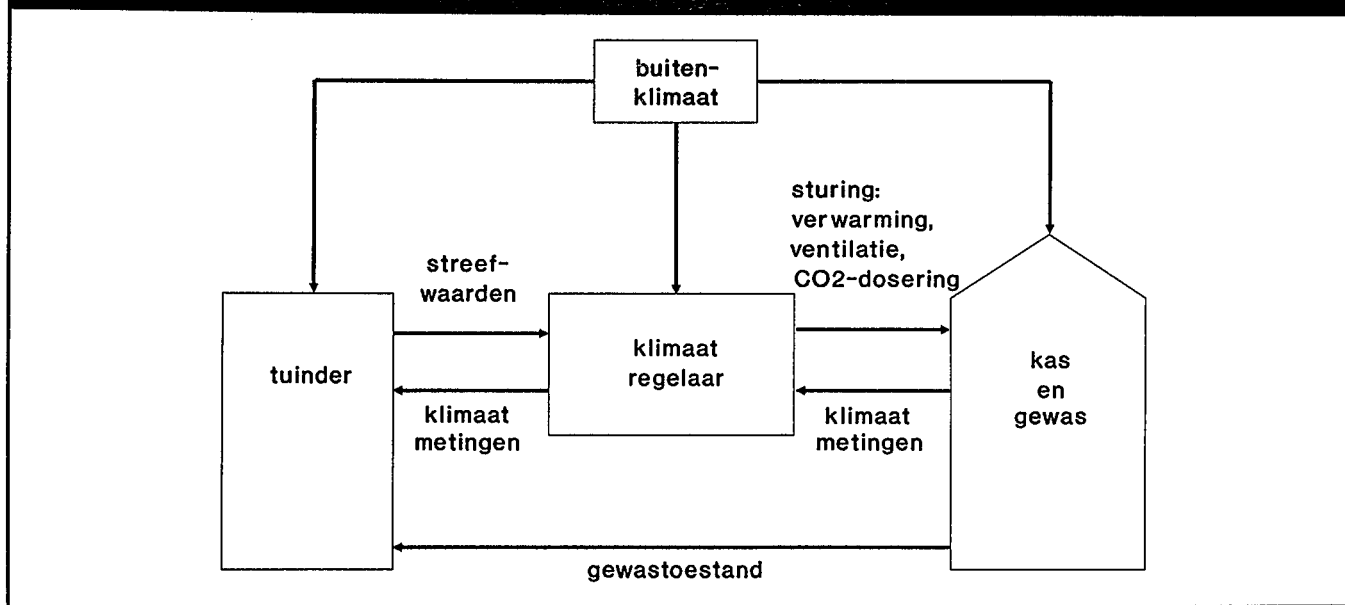 buiten-
klimaat
sturing:
verwarming,
ventilatie,
CO2-dosering
streef-
waarden
tuinder
klimaat
regelaar
kas
en
gewas
klimaat
metingen
klimaat
metingen
gewastoestand